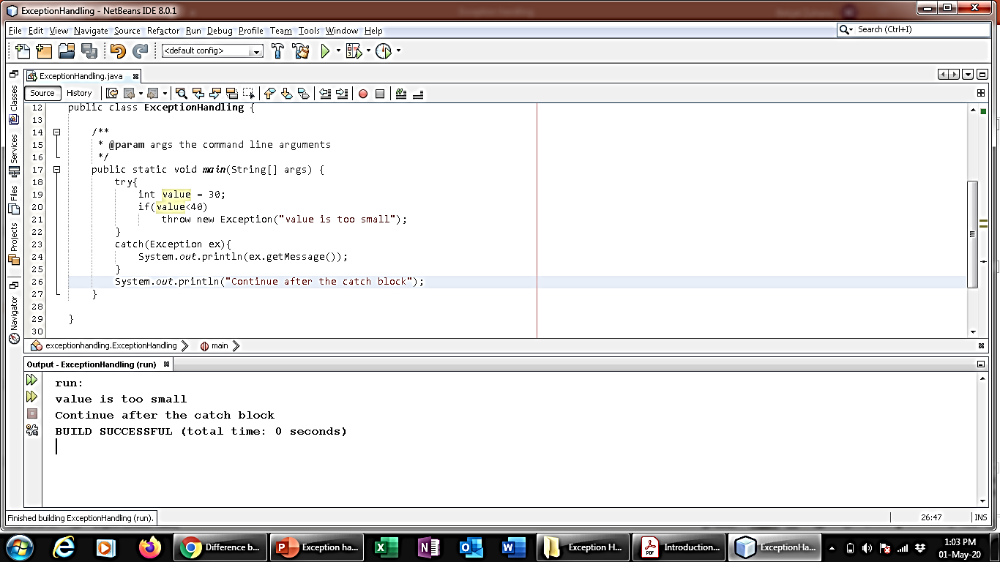 ExceptionHandling - NetBeans IDE 8.0.1
File Edit View Navigate Source Refactor Run Debug Profile Team Tools Window Help
Search (Ctrl+I)
<default config>
ExceptionHandling.java
Source History
Classes
Services
Files
Projects
Navigator
12 public class ExceptionHandling {
13
14 /**
15 * @param args the command line arguments
16 */
17 public static void main(String[] args) {
18 try{
19 int value = 30;
20 if(value<40)
21 throw new Exception("value is too small");
22 }
23 catch(Exception ex){
24 System.out.println(ex.getMessage());
25 }
26 System.out.println("Continue after the catch block");
27 }
28
29 }
30
exceptionhandling.ExceptionHandling main
Output - ExceptionHandling (run)
run:
value is too small
Continue after the catch block
BUILD SUCCESSFUL (total time: 0 seconds)
Finished building ExceptionHandling (run).
26:47 INS
Difference b... Exception ha... Exception H... Introduction... ExceptionHa...
1:03 PM
01-May-20